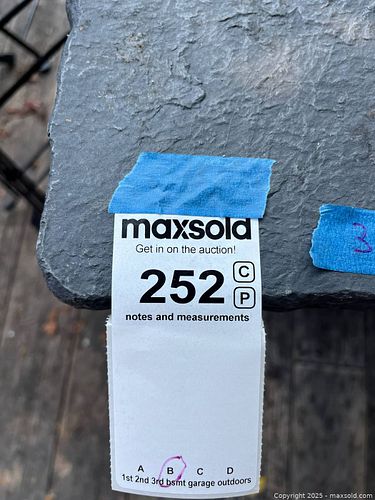 maxsold
Get in on the auction!
252 C
P
notes and measurements
3
A B C D
1st 2nd 3rd bsmt garage outdoors
Copyright 2025 - maxsold.com